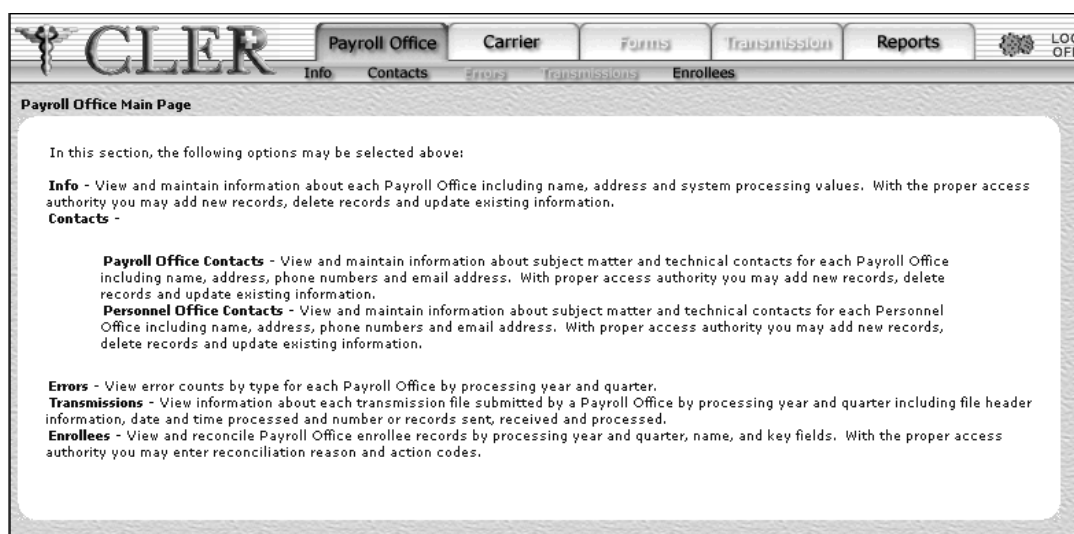 CLER
Payroll Office Carrier Forms Transmission Reports LOG
OFF
Info Contacts Errors Transmissions Enrollees
Payroll Office Main Page
In this section, the following options may be selected above:
Info - View and maintain information about each Payroll Office including name, address and system processing values. With the proper access
authority you may add new records, delete records and update existing information.
Contacts -
Payroll Office Contacts - View and maintain information about subject matter and technical contacts for each Payroll Office
including name, address, phone numbers and email address. With proper access authority you may add new records, delete
records and update existing information.
Personnel Office Contacts - View and maintain information about subject matter and technical contacts for each Personnel
Office including name, address, phone numbers and email address. With proper access authority you may add new records,
delete records and update existing information.
Errors - View error counts by type for each Payroll Office by processing year and quarter.
Transmissions - View information about each transmission file submitted by a Payroll Office by processing year and quarter including file header
information, date and time processed and number or records sent, received and processed.
Enrollees - View and reconcile Payroll Office enrollee records by processing year and quarter, name, and key fields. With the proper access
authority you may enter reconciliation reason and action codes.